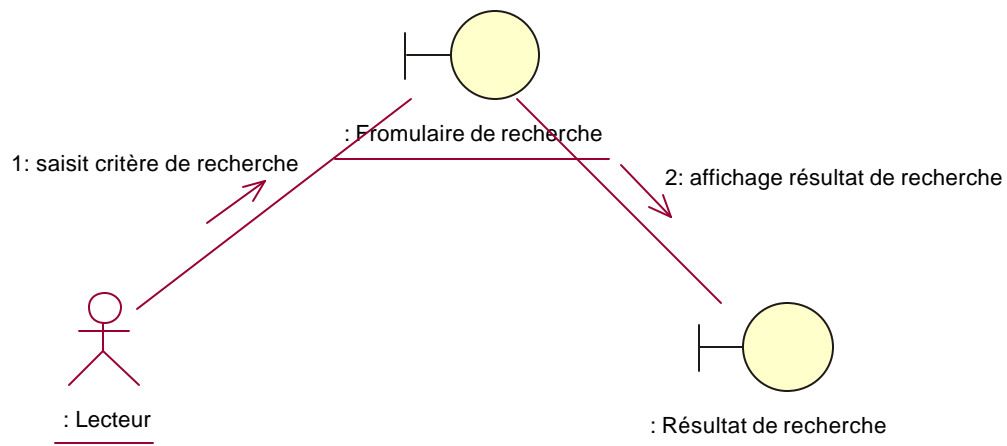 : Fromulaire de recherche
1: saisit critère de recherche
2: affichage résultat de recherche
: Lecteur
: Résultat de recherche